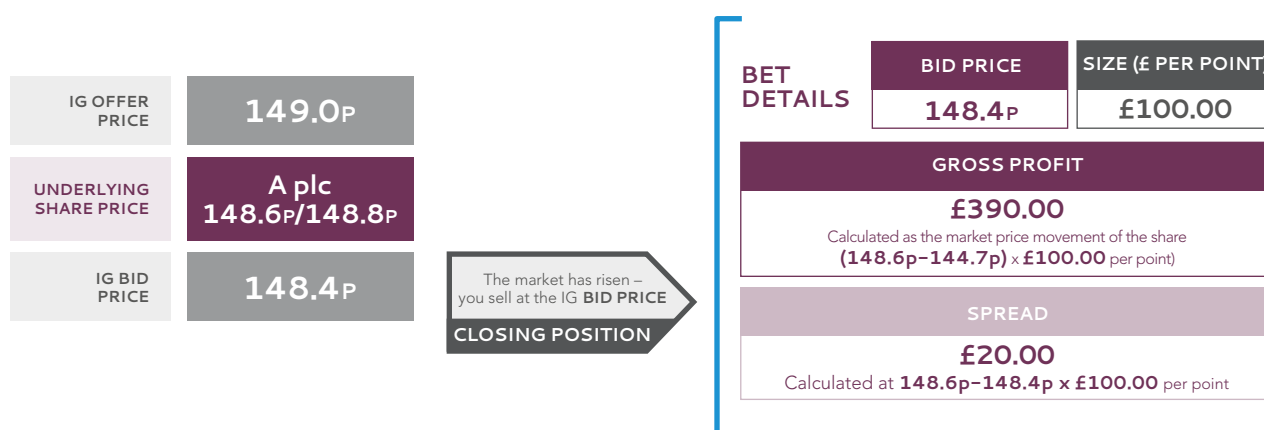 IG OFFER
PRICE
149.0P
UNDERLYING
SHARE PRICE
A plc
148.6P/148.8P
IG BID
PRICE
148.4P
The market has risen –
you sell at the IG BID PRICE
CLOSING POSITION
BET
DETAILS
BID PRICE
148.4P
SIZE (£ PER POINT)
£100.00
GROSS PROFIT
£390.00
Calculated as the market price movement of the share
(148.6p–144.7p) x £100.00 per point)
SPREAD
£20.00
Calculated at 148.6p–148.4p x £100.00 per point